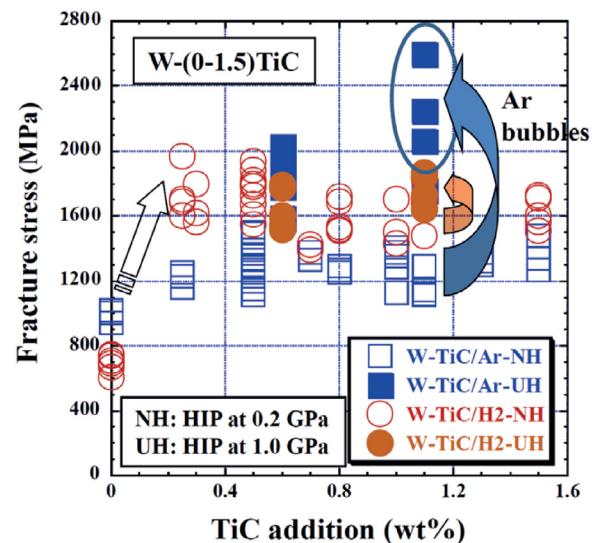 2800
2400
2000
1600
1200
800
400
0
Fracture stress (MPa)
W-(0-1.5)TiC
Ar
bubbles
W-TiC/Ar-NH
W-TiC/Ar-UH
W-TiC/H2-NH
W-TiC/H2-UH
NH: HIP at 0.2 GPa
UH: HIP at 1.0 GPa
0 0.4 0.8 1.2 1.6
TiC addition (wt%)